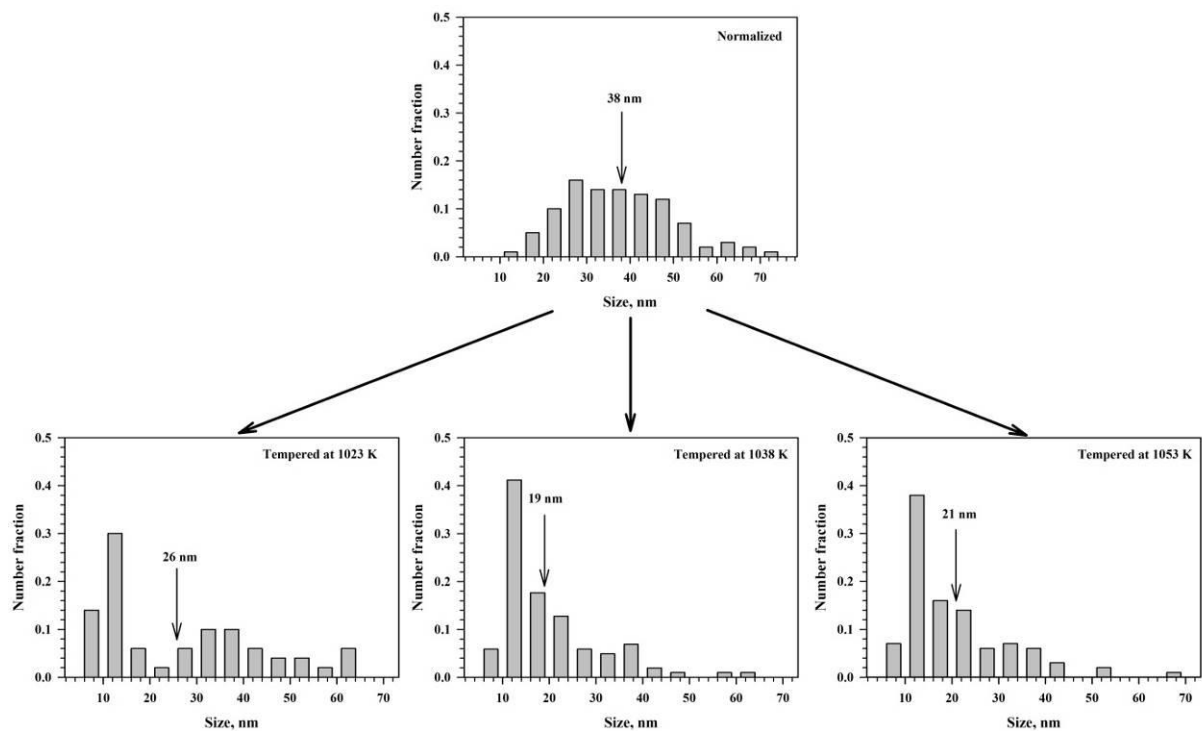 0.5
Normalized
0.4
38 nm
0.3
Number fraction
0.2
0.1
0.0
10 20 30 40 50 60 70
Size, nm
0.5
Tempered at 1023 K
0.4
0.3
26 nm
Number fraction
0.2
0.1
0.0
10 20 30 40 50 60 70
Size, nm
0.5
Tempered at 1038 K
0.4
19 nm
0.3
Number fraction
0.2
0.1
0.0
10 20 30 40 50 60 70
Size, nm
0.5
Tempered at 1053 K
0.4
21 nm
0.3
Number fraction
0.2
0.1
0.0
10 20 30 40 50 60 70
Size, nm